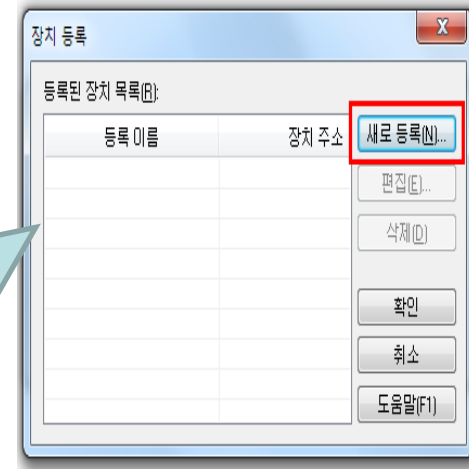 장치 등록
등록된 장치 목록(R):
등록 이름 장치 주소
새로 등록(N)...
편집(E)...
삭제(D)
확인
취소
도움말(F1)